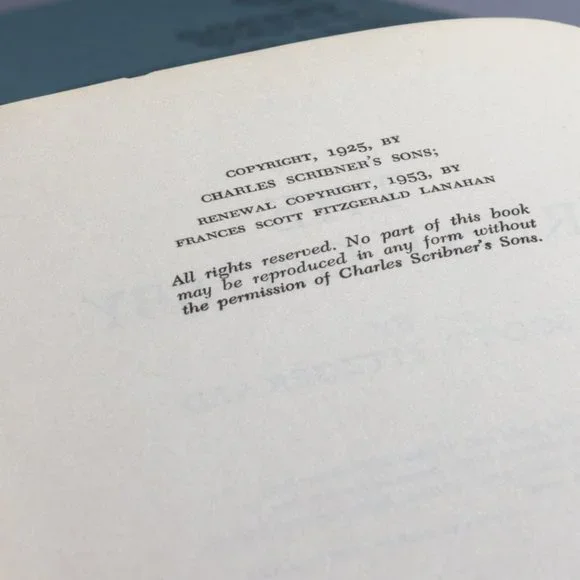 COPYRIGHT, 1925, BY
CHARLES SCRIBNER'S SONS;
RENEWAL COPYRIGHT, 1953, BY
FRANCES SCOTT FITZGERALD LANAHAN
All rights reserved. No part of this book
may be reproduced in any form without
the permission of Charles Scribner's Sons.